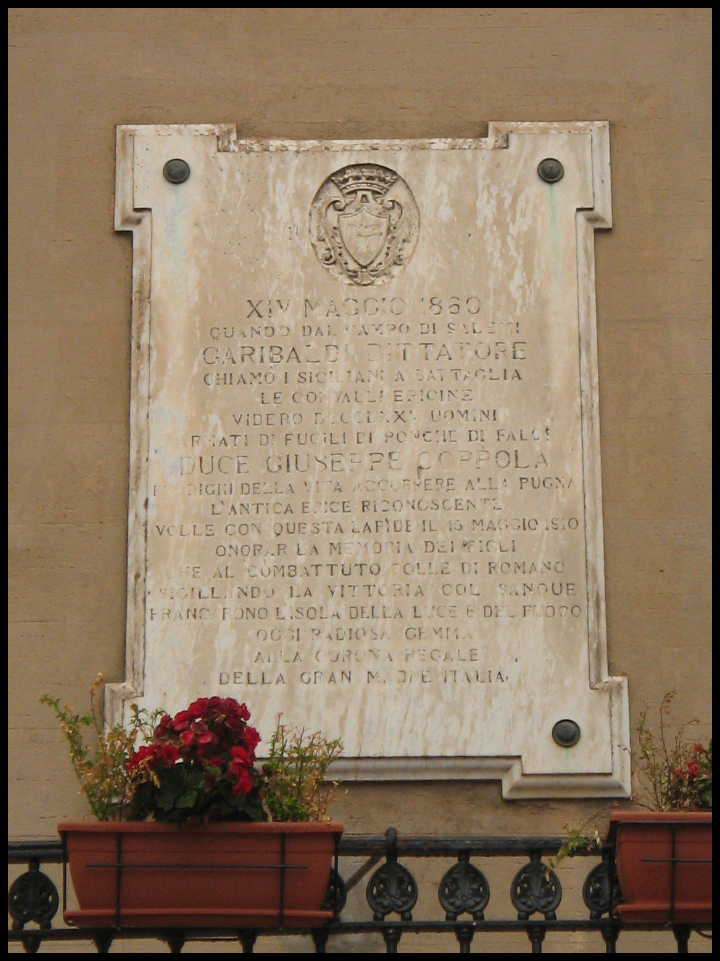 XIV MAGGIO 1860
QUANDO DAL CAMPO DI SALEMI
GARIBALDI DITTATORE
CHIAMÒ I SICILIANI A BATTAGLIA
LE CONVALLI ERICINE
VIDERO DCCLXXV UOMINI
ARMATI DI FUCILI DI RONCHE DI FALCI
DUCE GIUSEPPE COPPOLA
PRODIGHI DELLA VITA ACCORRERE ALLA PUGNA
L'ANTICA ERICE RICONOSCENTE
VOLLE CON QUESTA LAPIDE IL 15 MAGGIO 1910
ONORAR LA MEMORIA DEI FIGLI
CHE AL COMBATTUTO COLLE DI ROMANO
SIGILLANDO LA VITTORIA COL SANGUE
FRANCARONO L'ISOLA DELLA LUCE E DEL FUOCO
OGGI RADIOSA GEMMA
ALLA CORONA REGALE
DELLA GRAN MADRE ITALIA